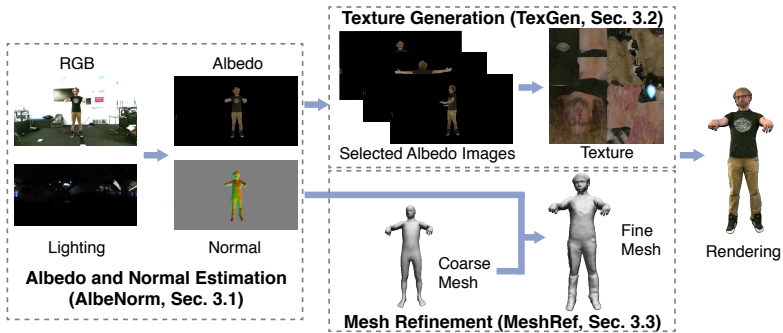 Texture Generation (TexGen, Sec. 3.2)
RGB
Albedo
Selected Albedo Images
Texture
Lighting
Normal
Albedo and Normal Estimation
(AlbeNorm, Sec. 3.1)
Coarse
Mesh
Fine
Mesh
Mesh Refinement (MeshRef, Sec. 3.3)
Rendering